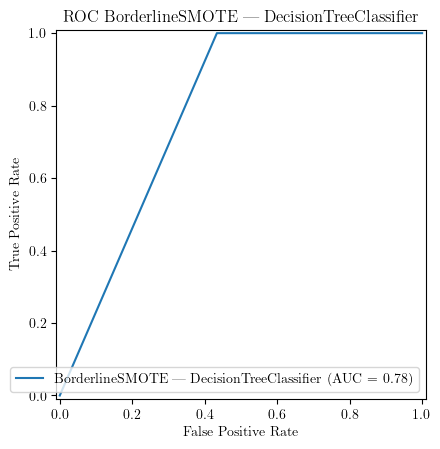 ROC BorderlineSMOTE — DecisionTreeClassifier
1.0
0.8
0.6
0.4
0.2
0.0
True Positive Rate
BorderlineSMOTE — DecisionTreeClassifier (AUC = 0.78)
0.0 0.2 0.4 0.6 0.8 1.0
False Positive Rate